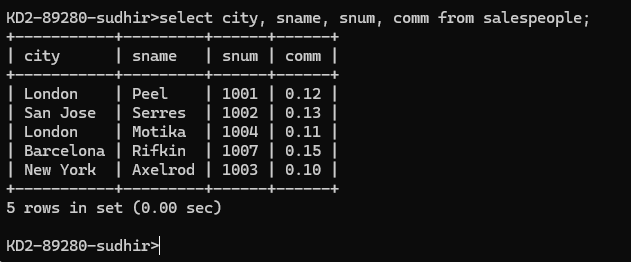 KD2-89280-sudhir>select city, sname, snum, comm from salespeople;
+-----------+---------+------+------+
| city      | sname   | snum | comm |
+-----------+---------+------+------+
| London    | Peel    | 1001 | 0.12 |
| San Jose  | Serres  | 1002 | 0.13 |
| London    | Motika  | 1004 | 0.11 |
| Barcelona | Rifkin  | 1007 | 0.15 |
| New York  | Axelrod | 1003 | 0.10 |
+-----------+---------+------+------+
5 rows in set (0.00 sec)
KD2-89280-sudhir>